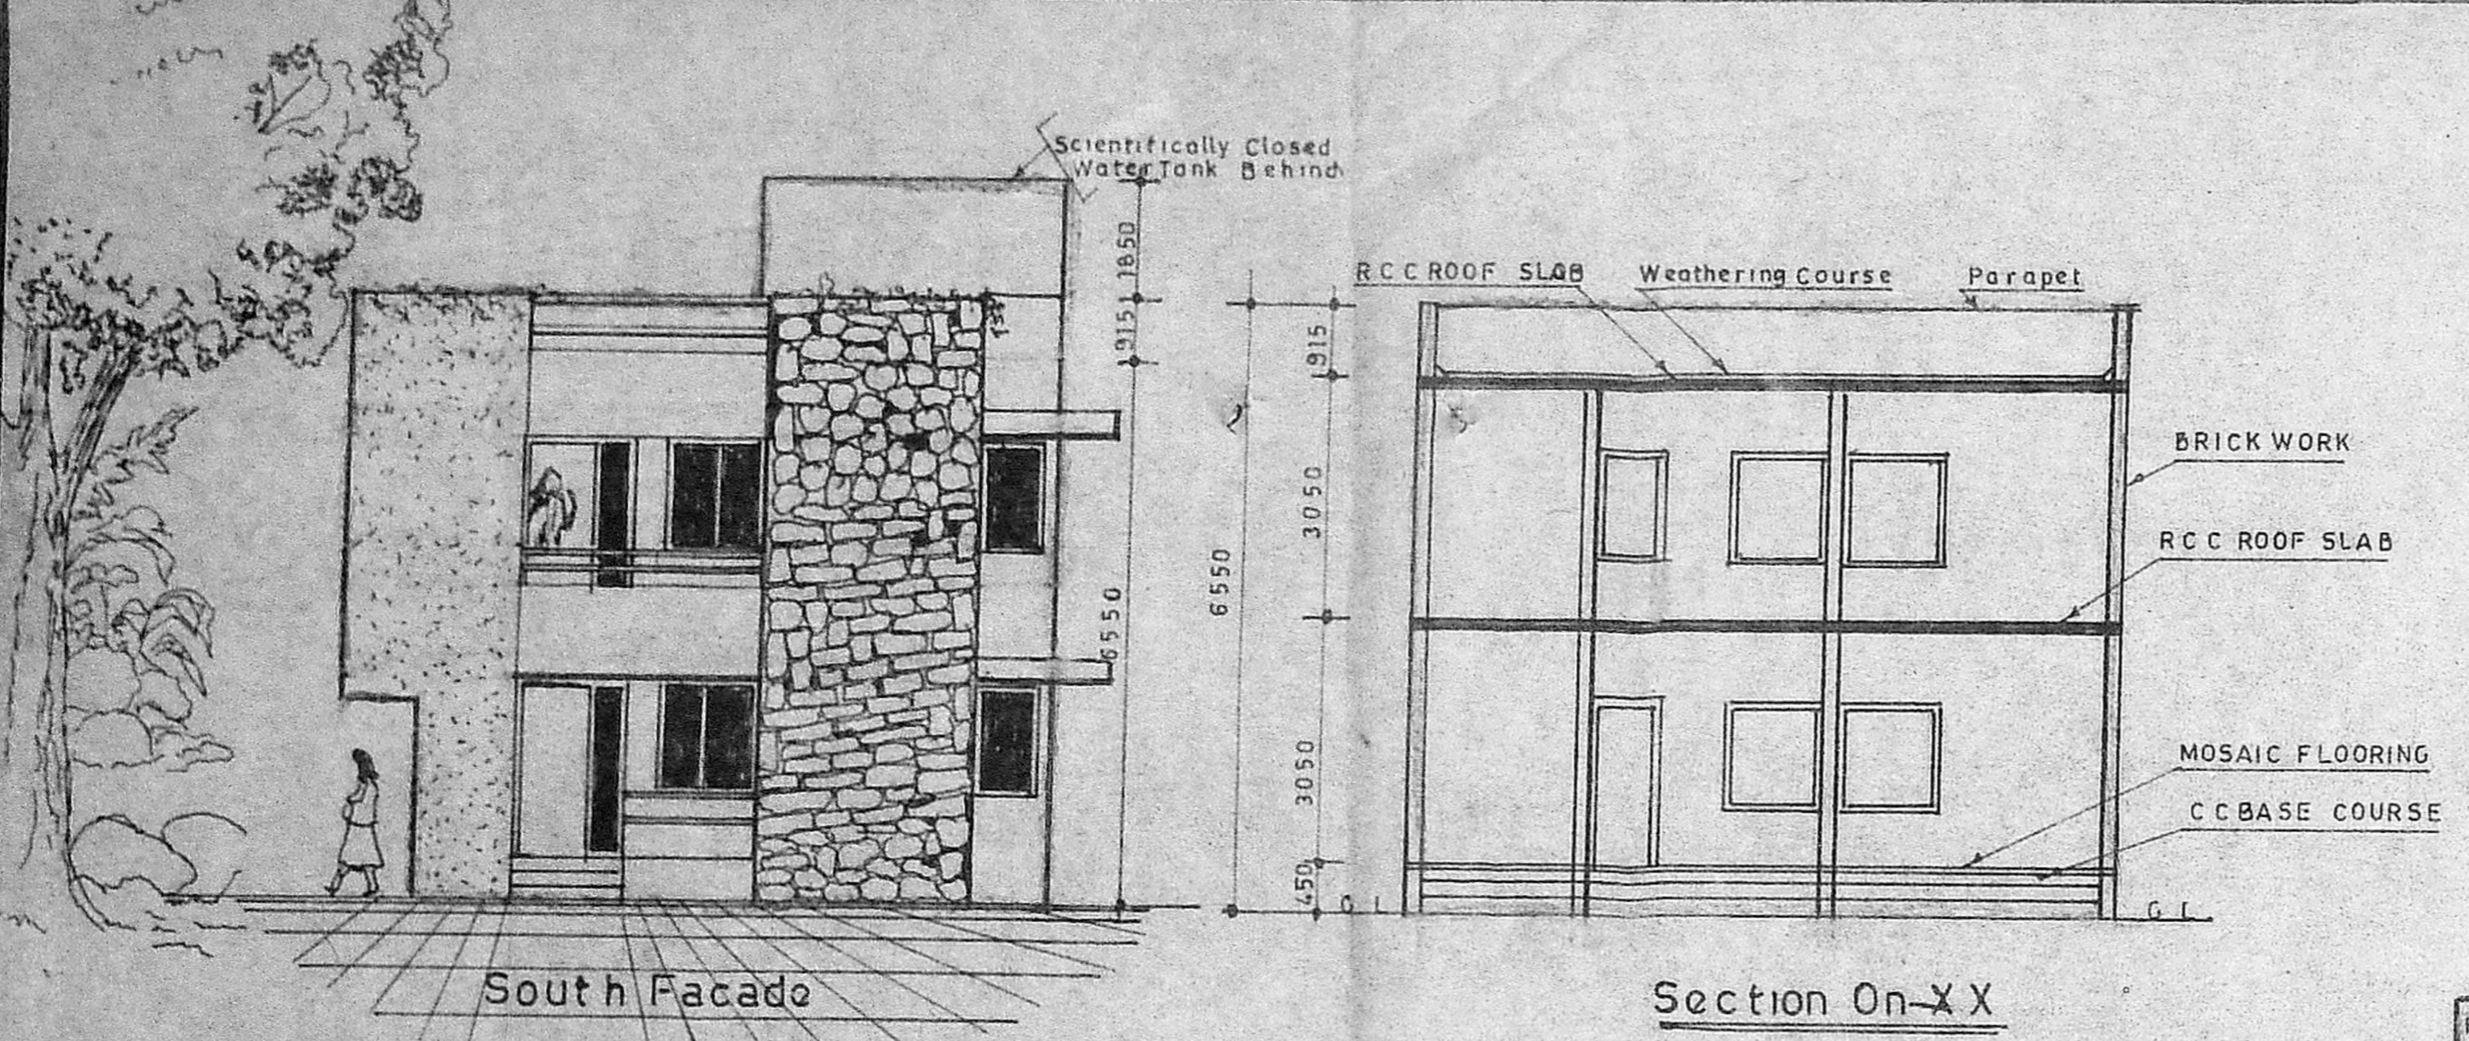 Scientifically Closed
Water Tank Behind
1850
915
6550
South Facade
RCC ROOF SLAB
Weathering Course
Parapet
915
3050
6550
3050
450
G L
BRICK WORK
RCC ROOF SLAB
MOSAIC FLOORING
CC BASE COURSE
G L
Section On-XX